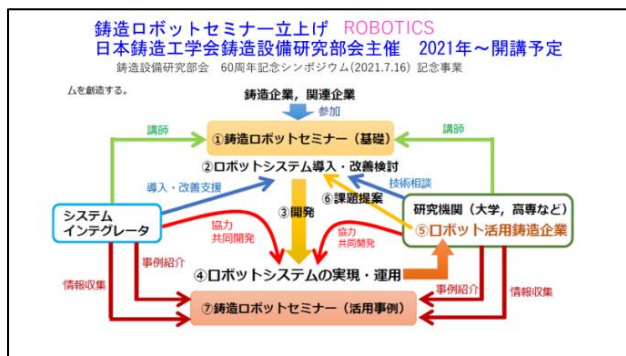 鋳造ロボットセミナー立上げ ROBOTICS
日本鋳造工学会鋳造設備研究部会主催 2021年～開講予定
鋳造設備研究部会 60周年記念シンポジウム(2021.7.16) 記念事業
ムを創造する。
鋳造企業，関連企業
参加
講師
①鋳造ロボットセミナー（基礎）
講師
②ロボットシステム導入・改善検討
導入・改善支援
技術相談
⑥課題提案
③開発
システム
インテグレータ
協力
共同開発
協力
共同開発
研究機関（大学，高専など）
⑤ロボット活用鋳造企業
④ロボットシステムの実現・運用
情報収集
事例紹介
事例紹介
情報収集
⑦鋳造ロボットセミナー（活用事例）